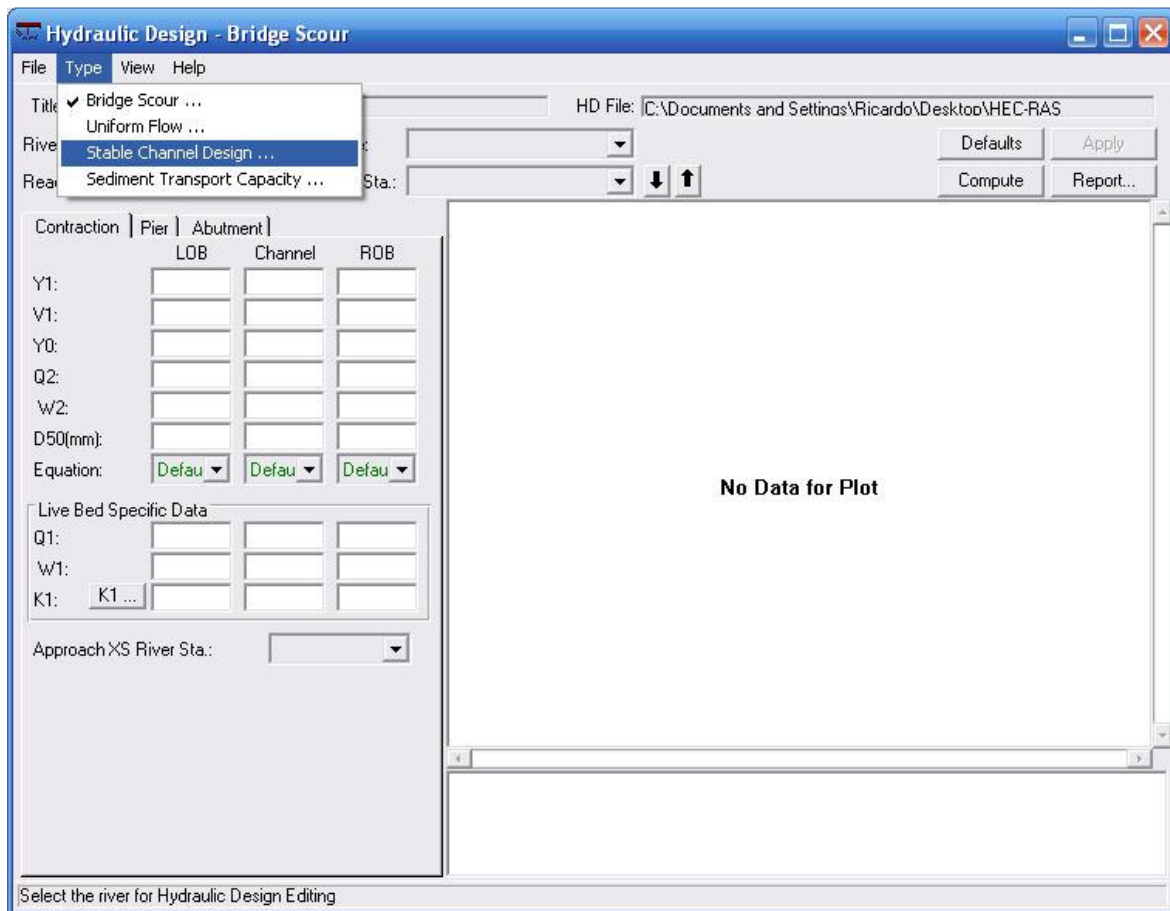 Hydraulic Design - Bridge Scour
File Type View Help
Bridge Scour ...
Uniform Flow ...
Stable Channel Design ...
Sediment Transport Capacity ...
HD File: C:\Documents and Settings\Ricardo\Desktop\HEC-RAS
Defaults Apply
Sta.: Compute Report...
Contraction Pier Abutment
LOB Channel ROB
Y1:
V1:
Y0:
Q2:
W2:
D50(mm):
Equation: Defau Defau Defau
Live Bed Specific Data
Q1:
W1:
K1: K1 ...
Approach XS River Sta.:
No Data for Plot
Select the river for Hydraulic Design Editing